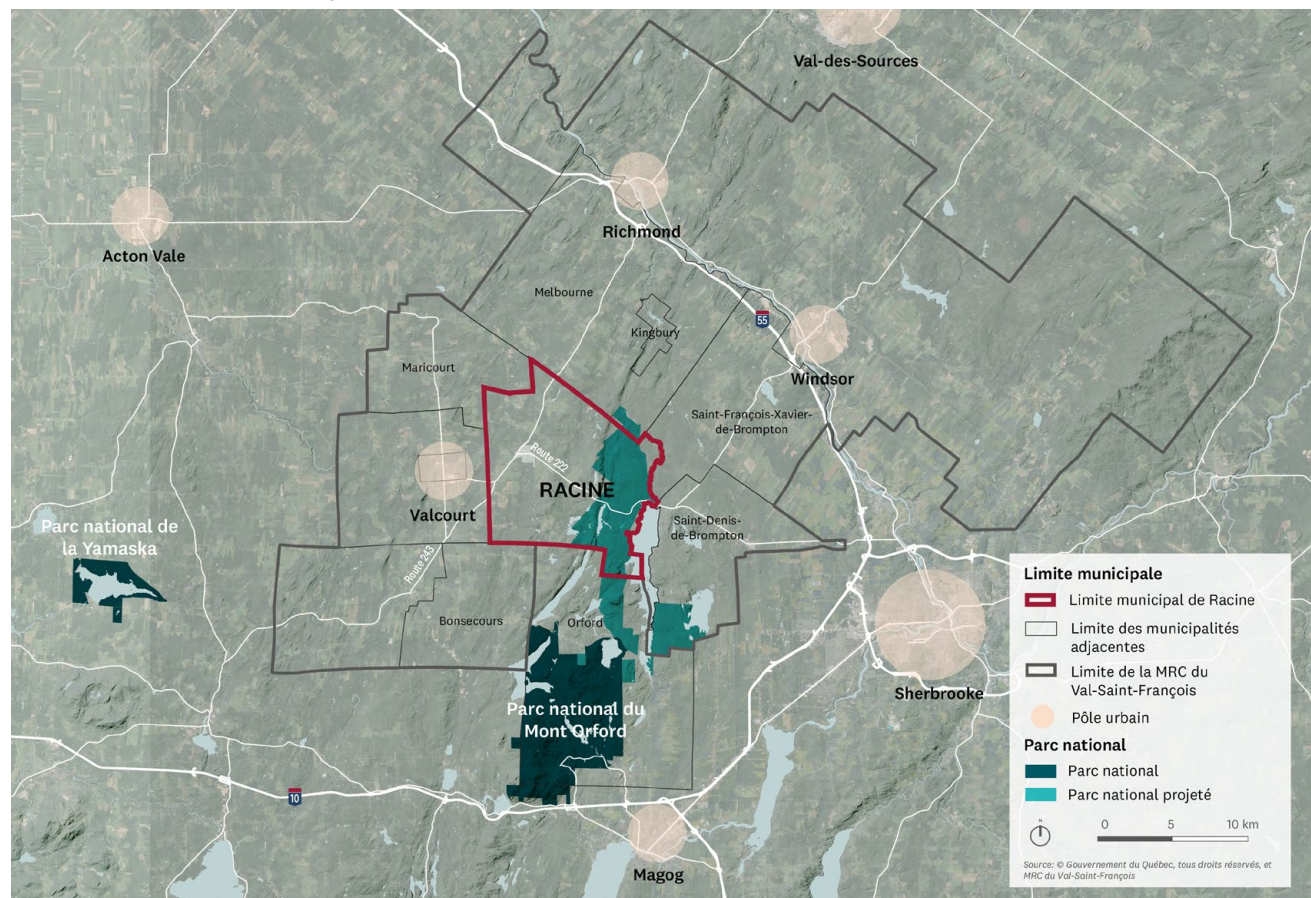 Val-des-Sources
Acton Vale
Richmond
Melbourne
Kingbury
55
Windsor
Maricourt
Saint-François-Xavier-
de-Brompton
Route 222
RACINE
Valcourt
Saint-Denis-
de-Brompton
Parc national de
la Yamaska
Route 243
Bonsecours
Orford
Sherbrooke
Parc national du
Mont Orford
10
Magog
Limite municipale
Limite municipal de Racine
Limite des municipalités
adjacentes
Limite de la MRC du
Val-Saint-François
Pôle urbain
Parc national
Parc national
Parc national projeté
N
0 5 10 km
Source: © Gouvernement du Québec, tous droits réservés, et
MRC du Val-Saint-François